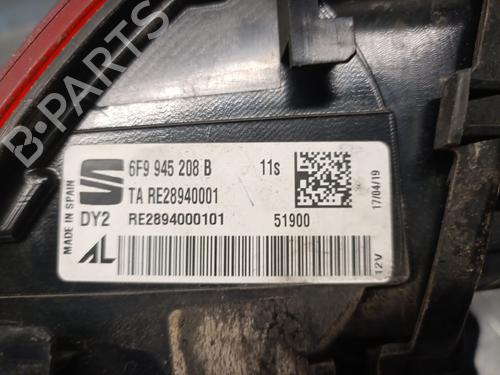 B-PARTS
MADE IN SPAIN
6F9 945 208 B 11s
TA RE28940001
DY2 RE2894000101 51900
AL
17/04/19
12V